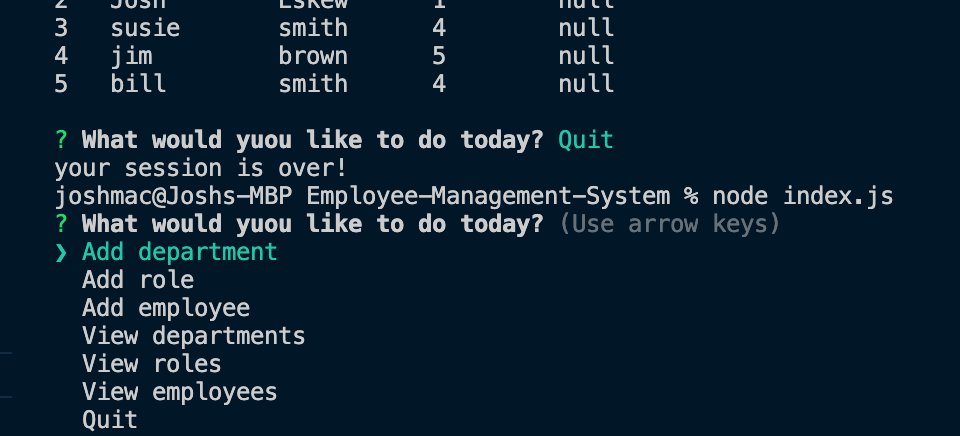 2   Josh        Eskew       1        null
3   susie       smith       4        null
4   jim         brown       5        null
5   bill        smith       4        null
? What would yuou like to do today? Quit
your session is over!
joshmac@Joshs-MBP Employee-Management-System % node index.js
? What would yuou like to do today? (Use arrow keys)
❯ Add department
  Add role
  Add employee
  View departments
  View roles
  View employees
  Quit